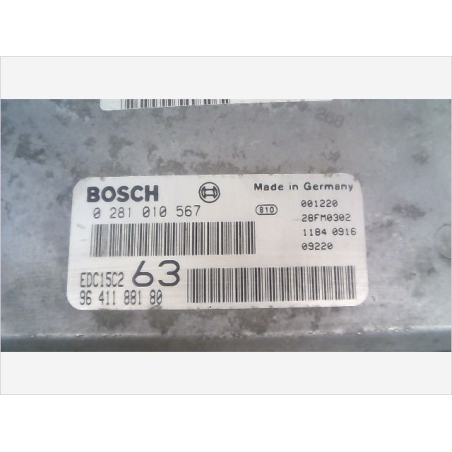 268
BOSCH
Made in Germany
0 281 010 567
810
001220
28FM0302
1184 0916
09220
EDC15C2
63
96 411 881 80